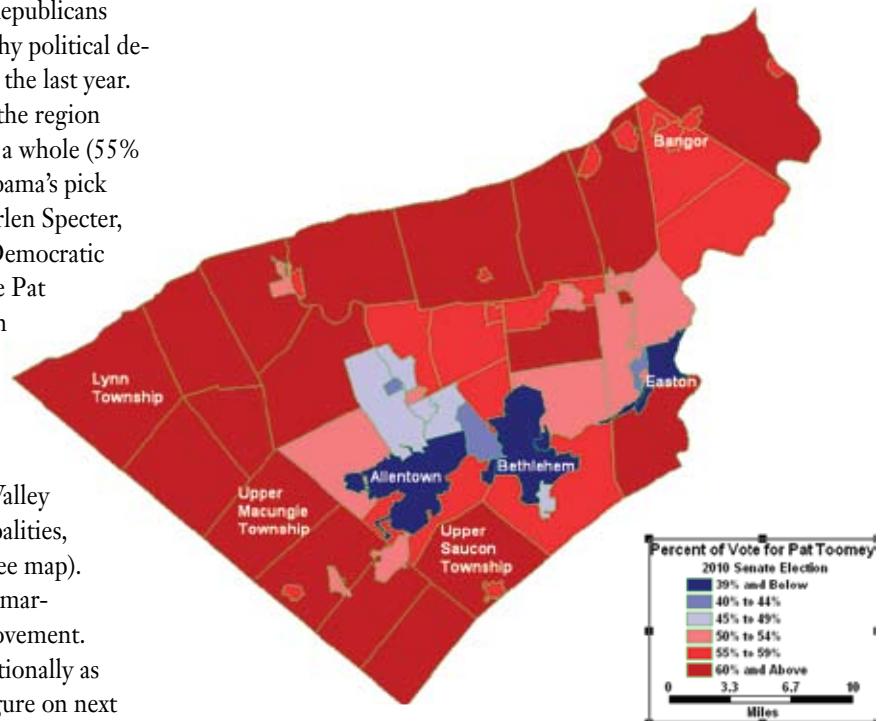 Republicans
hy political de-
the last year.
the region
a whole (55%
bama's pick
rlen Specter,
Democratic
e Pat
n
Valley
palities,
ee map).
mar-
ovement.
tionally as
gure on next
Bangor
Lynn
Township
Easton
Allentown
Bethlehem
Upper
Macungie
Township
Upper
Saucon
Township
Percent of Vote for Pat Toomey
2010 Senate Election
39% and Below
40% to 44%
45% to 49%
50% to 54%
55% to 59%
60% and Above
0 3.3 6.7 10
Miles